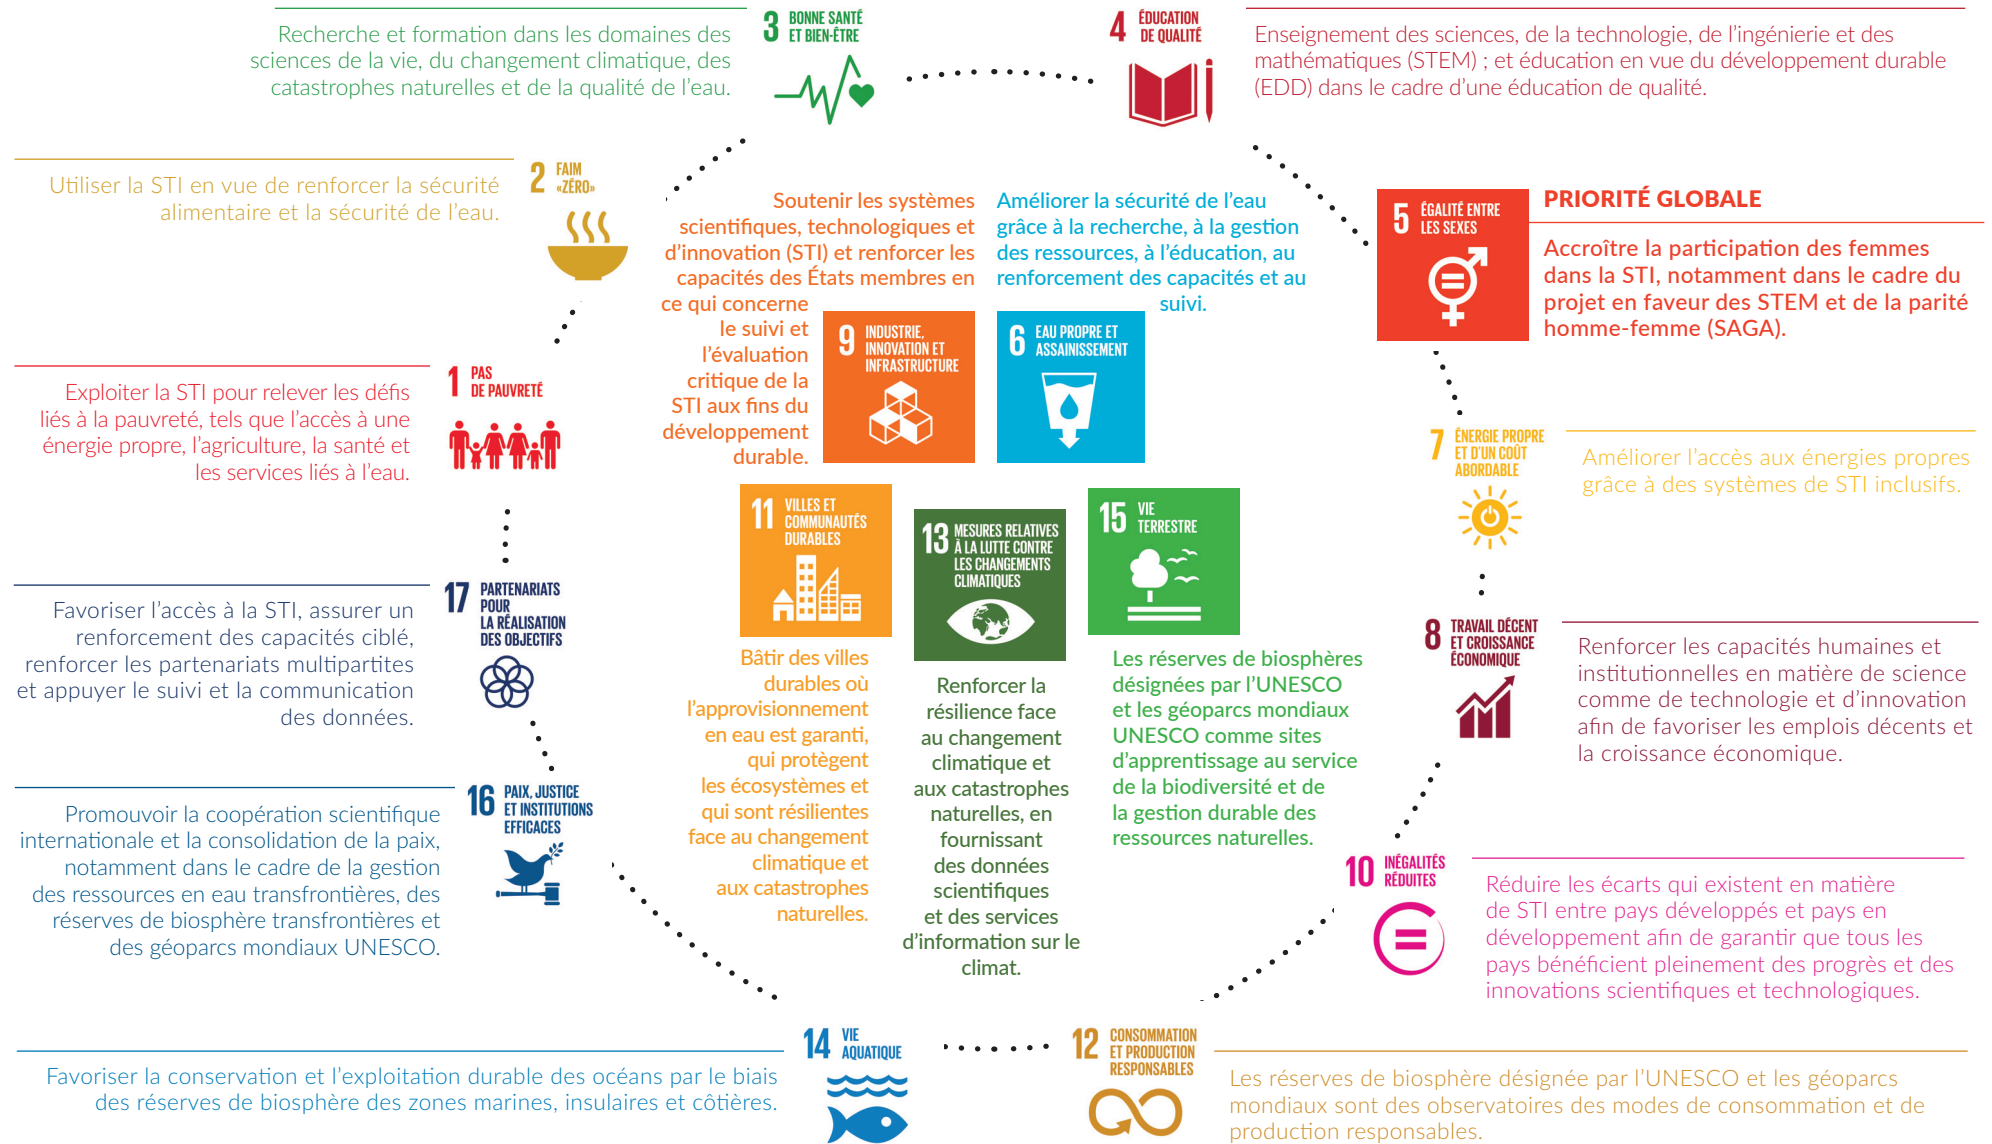 3 BONNE SANTÉ
ET BIEN-ÊTRE
Recherche et formation dans les domaines des
sciences de la vie, du changement climatique, des
catastrophes naturelles et de la qualité de l'eau.
4 ÉDUCATION
DE QUALITÉ
Enseignement des sciences, de la technologie, de l'ingénierie et des
mathématiques (STEM) ; et éducation en vue du développement durable
(EDD) dans le cadre d'une éducation de qualité.
2 FAIM
«ZÉRO»
Utiliser la STI en vue de renforcer la sécurité
alimentaire et la sécurité de l'eau.
Soutenir les systèmes
scientifiques, technologiques et
d'innovation (STI) et renforcer les
capacités des États membres en
ce qui concerne
le suivi et
l'évaluation
critique de la
STI aux fins du
développement
durable.
9 INDUSTRIE,
INNOVATION ET
INFRASTRUCTURE
Améliorer la sécurité de l'eau
grâce à la recherche, à la gestion
des ressources, à l'éducation, au
renforcement des capacités et au
suivi.
6 EAU PROPRE ET
ASSAINISSEMENT
5 ÉGALITÉ ENTRE
LES SEXES
PRIORITÉ GLOBALE
Accroître la participation des femmes
dans la STI, notamment dans le cadre du
projet en faveur des STEM et de la parité
homme-femme (SAGA).
1 PAS
DE PAUVRETÉ
Exploiter la STI pour relever les défis
liés à la pauvreté, tels que l'accès à une
énergie propre, l'agriculture, la santé et
les services liés à l'eau.
7 ÉNERGIE PROPRE
ET D'UN COÛT
ABORDABLE
Améliorer l'accès aux énergies propres
grâce à des systèmes de STI inclusifs.
11 VILLES ET
COMMUNAUTÉS
DURABLES
Bâtir des villes
durables où
l'approvisionnement
en eau est garanti,
qui protègent
les écosystèmes et
qui sont résilientes
face au changement
climatique et
aux catastrophes
naturelles.
13 MESURES RELATIVES
À LA LUTTE CONTRE
LES CHANGEMENTS
CLIMATIQUES
Renforcer la
résilience face
au changement
climatique et
aux catastrophes
naturelles, en
fournissant
des données
scientifiques
et des services
d'information sur le
climat.
15 VIE
TERRESTRE
Les réserves de biosphères
désignées par l'UNESCO
et les géoparcs mondiaux
UNESCO comme sites
d'apprentissage au service
de la biodiversité et de
la gestion durable des
ressources naturelles.
17 PARTENARIATS
POUR
LA RÉALISATION
DES OBJECTIFS
Favoriser l'accès à la STI, assurer un
renforcement des capacités ciblé,
renforcer les partenariats multipartites
et appuyer le suivi et la communication
des données.
8 TRAVAIL DÉCENT
ET CROISSANCE
ÉCONOMIQUE
Renforcer les capacités humaines et
institutionnelles en matière de science
comme de technologie et d'innovation
afin de favoriser les emplois décents et
la croissance économique.
16 PAIX, JUSTICE
ET INSTITUTIONS
EFFICACES
Promouvoir la coopération scientifique
internationale et la consolidation de la paix,
notamment dans le cadre de la gestion
des ressources en eau transfrontières, des
réserves de biosphère transfrontières et
des géoparcs mondiaux UNESCO.
10 INÉGALITÉS
RÉDUITES
Réduire les écarts qui existent en matière
de STI entre pays développés et pays en
développement afin de garantir que tous les
pays bénéficient pleinement des progrès et des
innovations scientifiques et technologiques.
14 VIE
AQUATIQUE
Favoriser la conservation et l'exploitation durable des océans par le biais
des réserves de biosphère des zones marines, insulaires et côtières.
12 CONSOMMATION
ET PRODUCTION
RESPONSABLES
Les réserves de biosphère désignée par l'UNESCO et les géoparcs
mondiaux sont des observatoires des modes de consommation et de
production responsables.